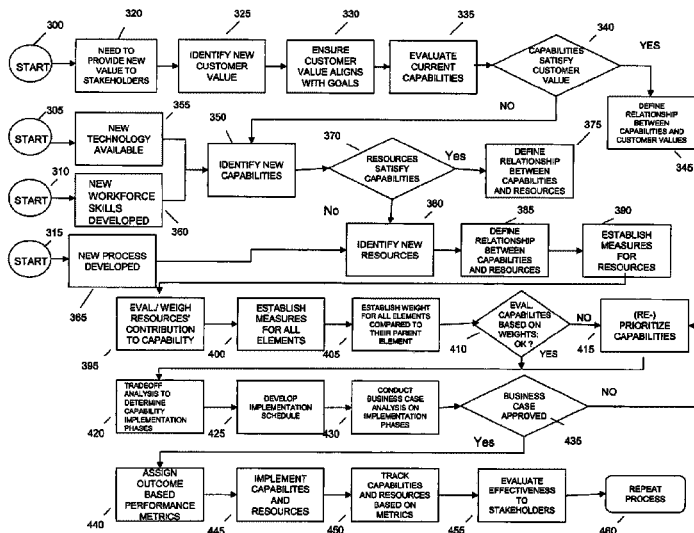 300
320
325
330
335
340
START
NEED TO
PROVIDE NEW
VALUE TO
STAKEHOLDERS
IDENTIFY NEW
CUSTOMER
VALUE
ENSURE
CUSTOMER
VALUE ALIGNS
WITH GOALS
EVALUATE
CURRENT
CAPABILITIES
CAPABILITIES
SATISFY
CUSTOMER
VALUE
YES
NO
DEFINE
RELATIONSHIP
BETWEEN
CAPABILITIES AND
CUSTOMER VALUES
345
305
355
START
NEW
TECHNOLOGY
AVAILABLE
350
IDENTIFY NEW
CAPABILITIES
370
RESOURCES
SATISFY
CAPABILITIES
Yes
375
DEFINE
RELATIONSHIP
BETWEEN
CAPABILITIES
AND RESOURCES
310
START
NEW
WORKFORCE
SKILLS
DEVELOPED
360
No
380
385
390
315
START
NEW PROCESS
DEVELOPED
365
IDENTIFY NEW
RESOURCES
DEFINE
RELATIONSHIP
BETWEEN
CAPABILITIES
AND RESOURCES
ESTABLISH
MEASURES
FOR
RESOURCES
EVAL./ WEIGH
RESOURCES'
CONTRIBUTION
TO CAPABILITY
395
ESTABLISH
MEASURES
FOR ALL
ELEMENTS
400
ESTABLISH WEIGHT
FOR ALL ELEMENTS
COMPARED TO
THEIR PARENT
ELEMENT
405
EVAL.
CAPABILITES
BASED ON
WEIGHTS:
OK ?
410
NO
YES
415
(RE-)
PRIORITIZE
CAPABILITIES
TRADEOFF
ANALYSIS TO
DETERMINE
CAPABILITY
IMPLEMENTATION
PHASES
420
DEVELOP
IMPLEMENTATION
SCHEDULE
425
CONDUCT
BUSINESS CASE
ANALYSIS ON
IMPLEMENTATION
PHASES
430
BUSINESS
CASE
APPROVED
NO
435
Yes
ASSIGN
OUTCOME
BASED
PERFORMANCE
METRICS
440
IMPLEMENT
CAPABILITES
AND
RESOURCES
445
TRACK
CAPABILITIES
AND RESOURCES
BASED ON
METRICS
450
EVALUATE
EFFECTIVENESS
TO
STAKEHOLDERS
455
REPEAT
PROCESS
460